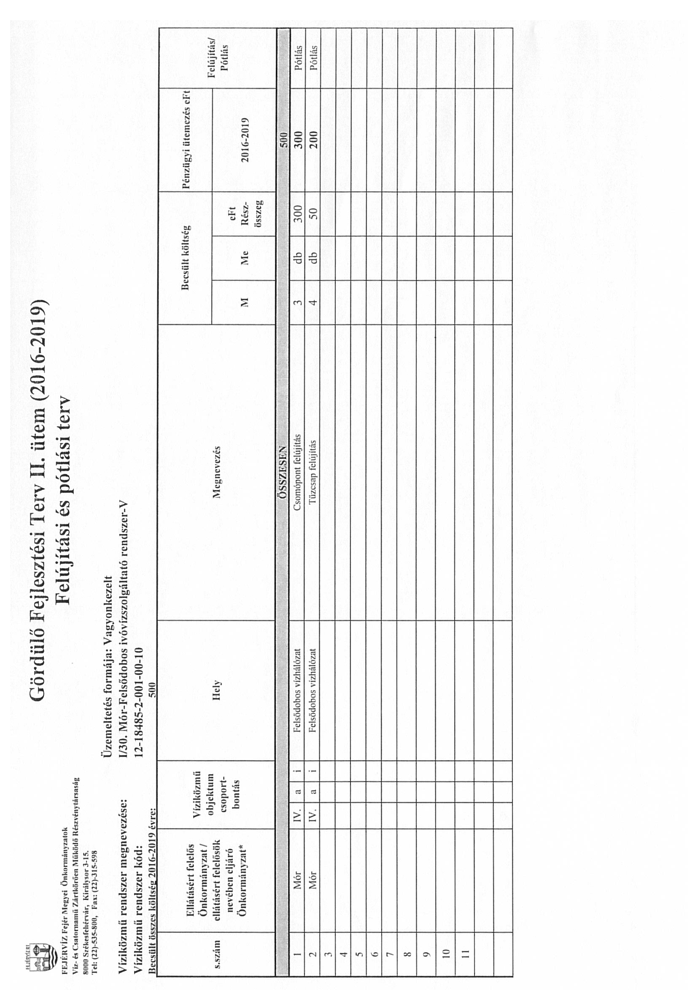 FEJÉRVÍZ RT
FEJÉRVÍZ Fejér Megyei Önkormányzatok
Víz- és Csatornamű Zártkörően Működő Részvénytársaság
8000 Székesfehérvár, Királysor 3-15.
Tel: (22)-535-800, Fax: (22)-315-598
Gördülő Fejlesztési Terv II. ütem (2016-2019)
Felújítási és pótlási terv
Üzemeltetés formája: Vagyonkezelt
Víziközmű rendszer megnevezése: I/30. Mór-Felsődobos ivóvízszolgáltató rendszer-V
Víziközmű rendszer kód: 12-18485-2-001-00-10
Becsült összes költség 2016-2019 évre: 500
s.szám
Ellátásért felelős
Önkormányzat /
ellátásért felelősök
nevében eljáró
Önkormányzat*
Víziközmű
objektum
csoport-
bontás
Hely
Megnevezés
Becsült költség
M
Me
eFt
Rész-
összeg
Pénzügyi ütemezés eFt
2016-2019
Felújítás/
Pótlás
ÖSSZESEN 500
1 Mór IV. a i Felsődobos vízhálózat Csomópont felújítás 3 db 300 300 Pótlás
2 Mór IV. a i Felsődobos vízhálózat Tűzcsap felújítás 4 db 50 200 Pótlás
3
4
5
6
7
8
9
10
11